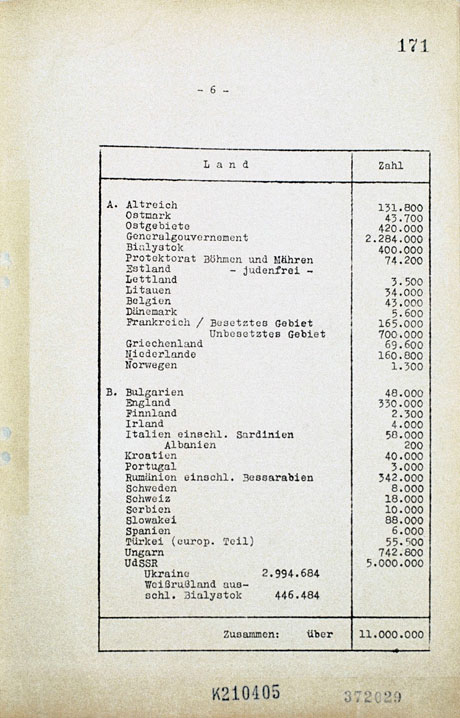 171
- 6 -
Land Zahl
A. Altreich 131.800
Ostmark 43.700
Ostgebiete 420.000
Generalgouvernement 2.284.000
Bialystok 400.000
Protektorat Böhmen und Mähren 74.200
Estland - judenfrei -
Lettland 3.500
Litauen 34.000
Belgien 43.000
Dänemark 5.600
Frankreich / Besetztes Gebiet 165.000
Unbesetztes Gebiet 700.000
Griechenland 69.600
Niederlande 160.800
Norwegen 1.300
B. Bulgarien 48.000
England 330.000
Finnland 2.300
Irland 4.000
Italien einschl. Sardinien 58.000
Albanien 200
Kroatien 40.000
Portugal 3.000
Rumänien einschl. Bessarabien 342.000
Schweden 8.000
Schweiz 18.000
Serbien 10.000
Slowakei 88.000
Spanien 6.000
Türkei (europ. Teil) 55.500
Ungarn 742.800
UdSSR 5.000.000
Ukraine 2.994.684
Weißrußland aus-
schl. Bialystok 446.484
Zusammen: über 11.000.000
K210405 372029